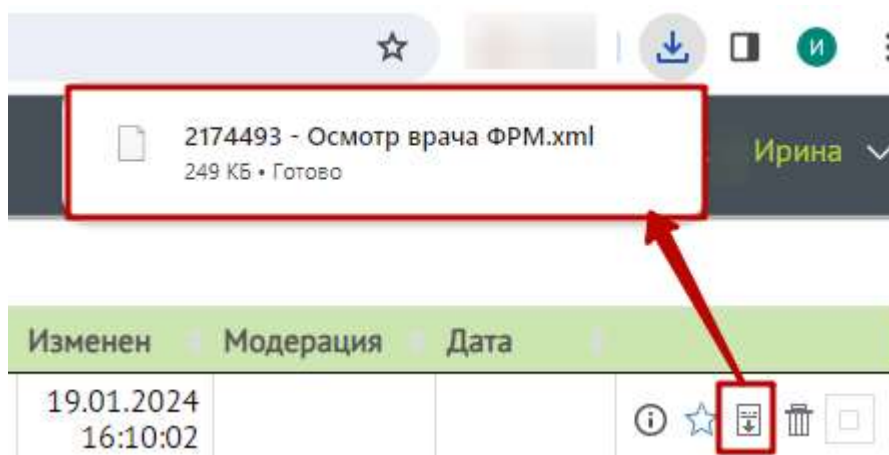 И
2174493 - Осмотр врача ФРМ.xml
249 КБ • Готово
Ирина
Изменен Модерация Дата
19.01.2024
16:10:02